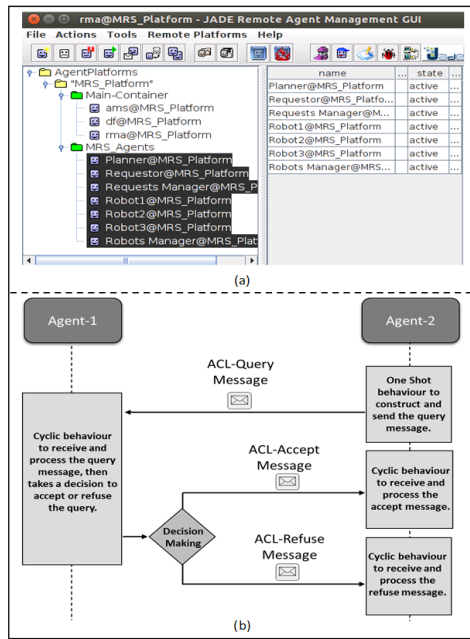 rma@MRS_Platform - JADE Remote Agent Management GUI
File Actions Tools Remote Platforms Help
AgentPlatforms
"MRS_Platform"
Main-Container
ams@MRS_Platform
df@MRS_Platform
rma@MRS_Platform
MRS_Agents
Planner@MRS_Platform
Requestor@MRS_Platform
Requests Manager@MRS_P
Robot1@MRS_Platform
Robot2@MRS_Platform
Robot3@MRS_Platform
Robots Manager@MRS_Plat
name ... state ...
Planner@MRS_Platform active ...
Requestor@MRS_Platfo... active ...
Requests Manager@M... active ...
Robot1@MRS_Platform active ...
Robot2@MRS_Platform active ...
Robot3@MRS_Platform active ...
Robots Manager@MRS... active ...
(a)
Agent-1
Agent-2
ACL-Query
Message
One Shot
behaviour to
construct and
send the query
message.
Cyclic behaviour
to receive and
process the query
message, then
takes a decision to
accept or refuse
the query.
ACL-Accept
Message
Cyclic behaviour
to receive and
process the
accept message.
Decision
Making
ACL-Refuse
Message
Cyclic behaviour
to receive and
process the
refuse message.
(b)